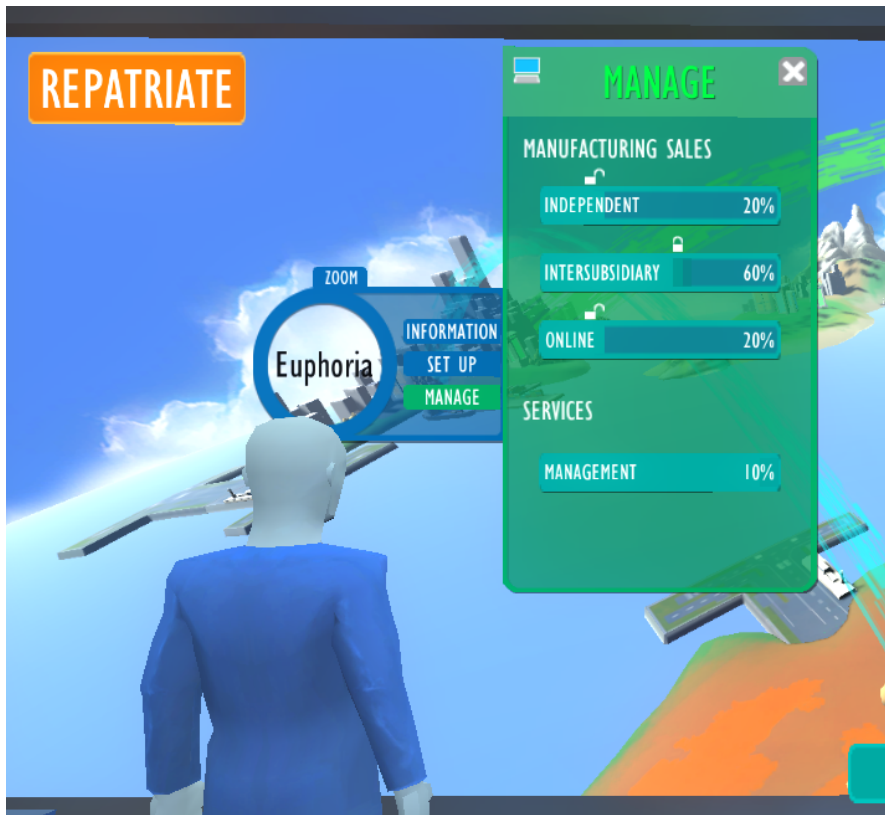 REPATRIATE
MANAGE
MANUFACTURING SALES
INDEPENDENT 20%
INTERSUBSIDIARY 60%
ONLINE 20%
SERVICES
MANAGEMENT 10%
ZOOM
Euphoria
INFORMATION
SET UP
MANAGE